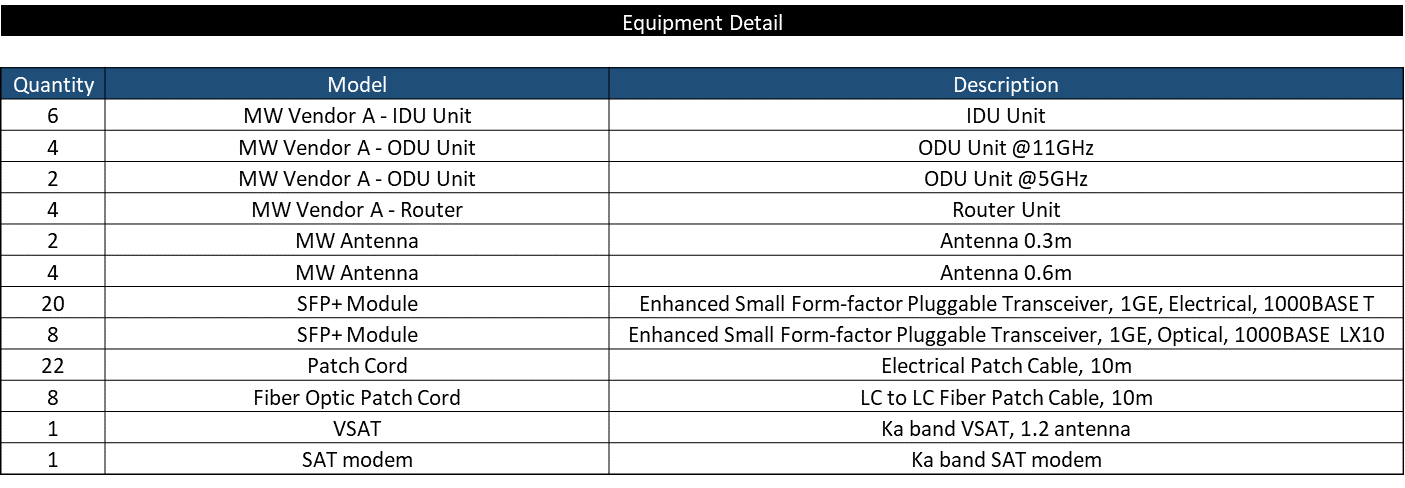 Equipment Detail
Quantity Model Description
6 MW Vendor A - IDU Unit IDU Unit
4 MW Vendor A - ODU Unit ODU Unit @11GHz
2 MW Vendor A - ODU Unit ODU Unit @5GHz
4 MW Vendor A - Router Router Unit
2 MW Antenna Antenna 0.3m
4 MW Antenna Antenna 0.6m
20 SFP+ Module Enhanced Small Form-factor Pluggable Transceiver, 1GE, Electrical, 1000BASE T
8 SFP+ Module Enhanced Small Form-factor Pluggable Transceiver, 1GE, Optical, 1000BASE LX10
22 Patch Cord Electrical Patch Cable, 10m
8 Fiber Optic Patch Cord LC to LC Fiber Patch Cable, 10m
1 VSAT Ka band VSAT, 1.2 antenna
1 SAT modem Ka band SAT modem